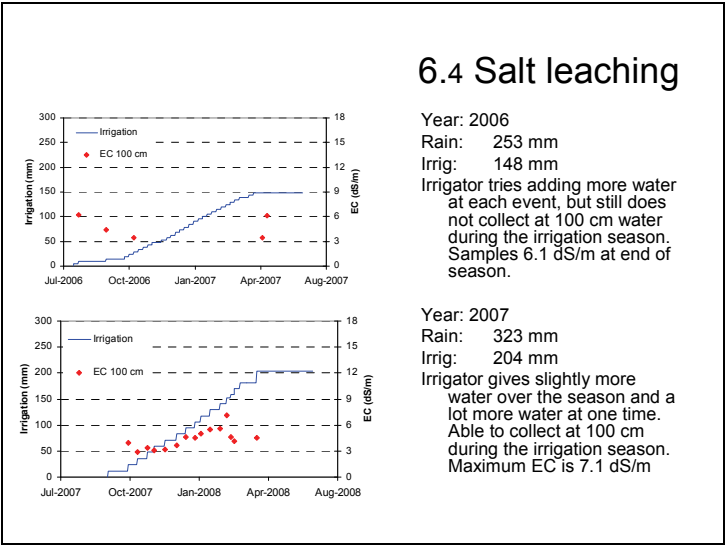 6.4 Salt leaching
300
250
200
150
100
50
0
Irrigation (mm)
Irrigation
EC 100 cm
18
15
12
9
6
3
0
EC (dS/m)
Jul-2006 Oct-2006 Jan-2007 Apr-2007 Aug-2007
Year: 2006
Rain: 253 mm
Irrig: 148 mm
Irrigator tries adding more water
at each event, but still does
not collect at 100 cm water
during the irrigation season.
Samples 6.1 dS/m at end of
season.
300
250
200
150
100
50
0
Irrigation (mm)
Irrigation
EC 100 cm
18
15
12
9
6
3
0
EC (dS/m)
Jul-2007 Oct-2007 Jan-2008 Apr-2008 Aug-2008
Year: 2007
Rain: 323 mm
Irrig: 204 mm
Irrigator gives slightly more
water over the season and a
lot more water at one time.
Able to collect at 100 cm
during the irrigation season.
Maximum EC is 7.1 dS/m